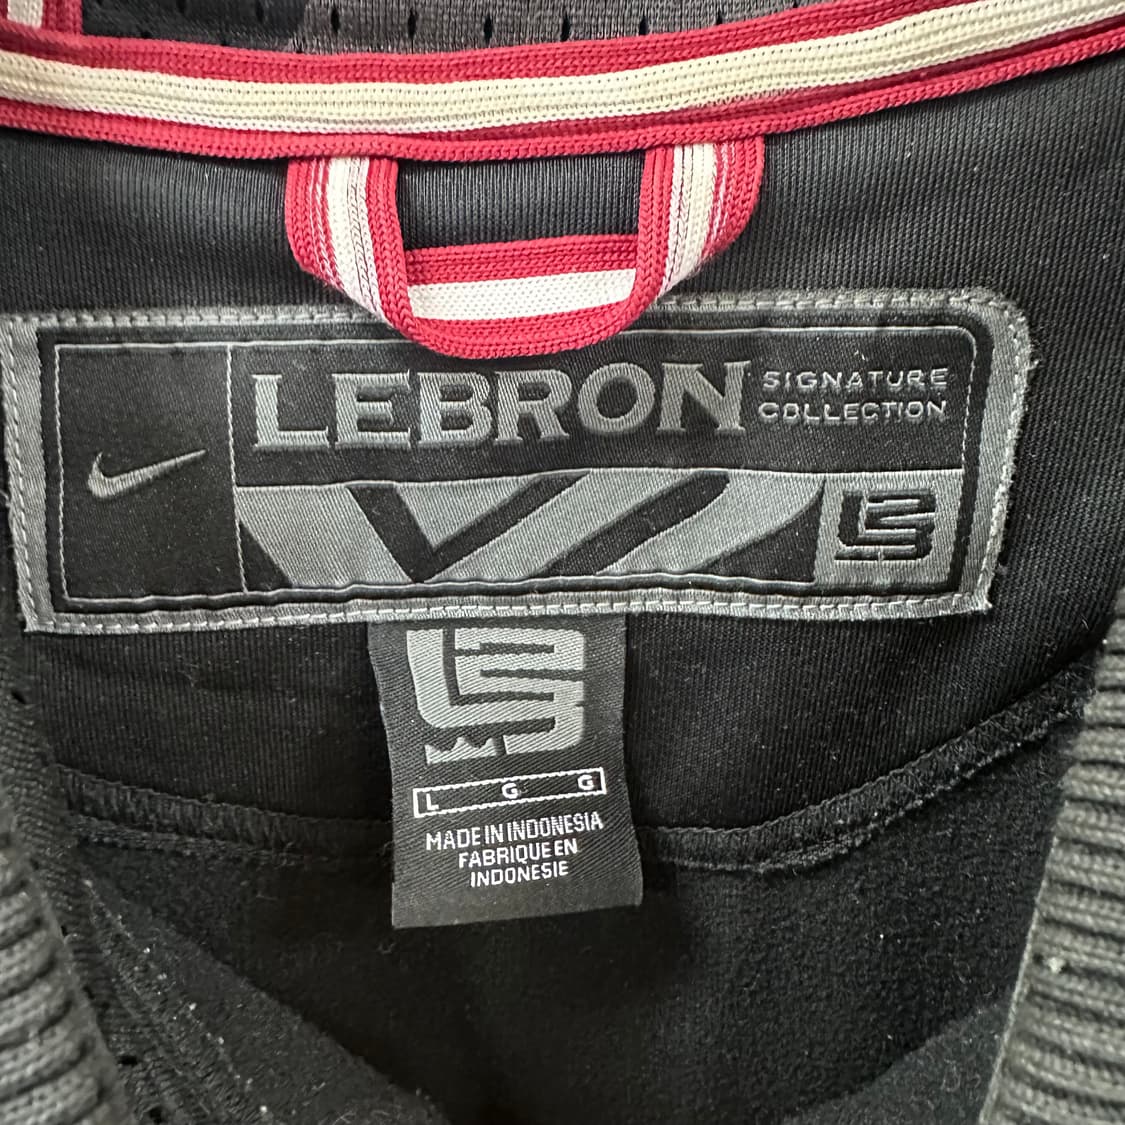 LEBRON
SIGNATURE
COLLECTION
L G G
MADE IN INDONESIA
FABRIQUE EN
INDONESIE